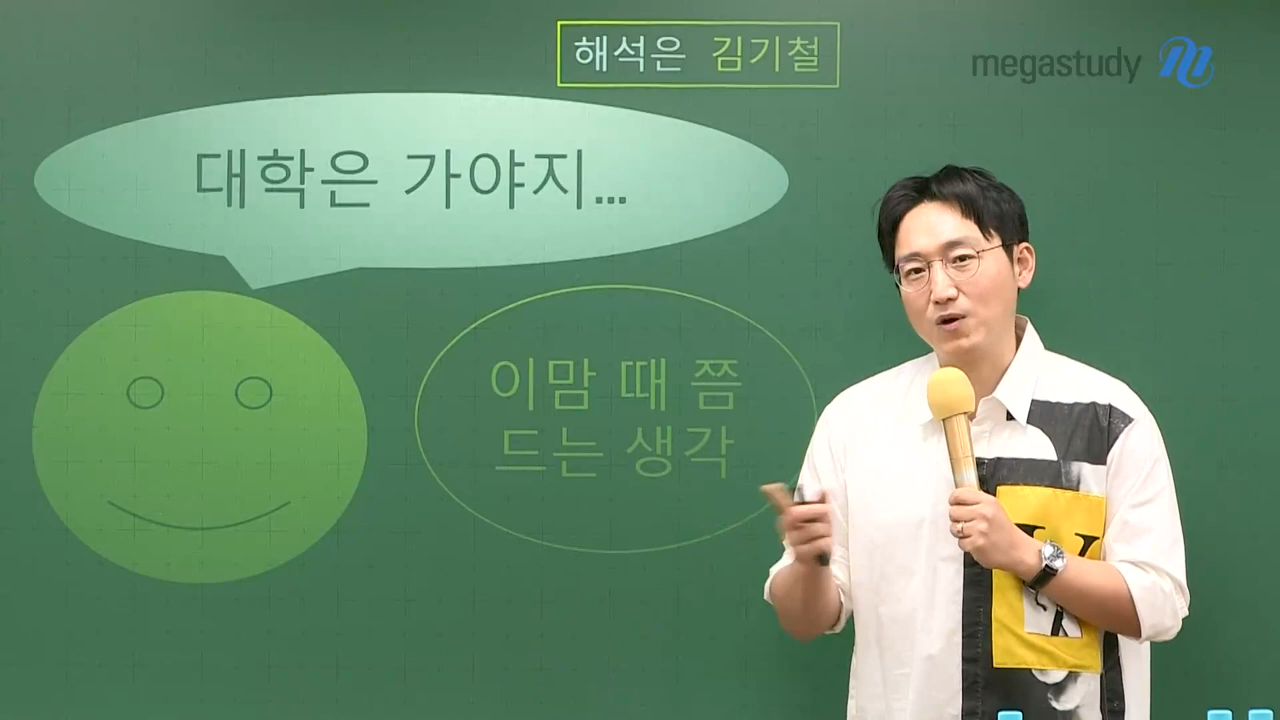 해석은 김기철
megastudy
대학은 가야지...
이맘 때 쯤
드는 생각